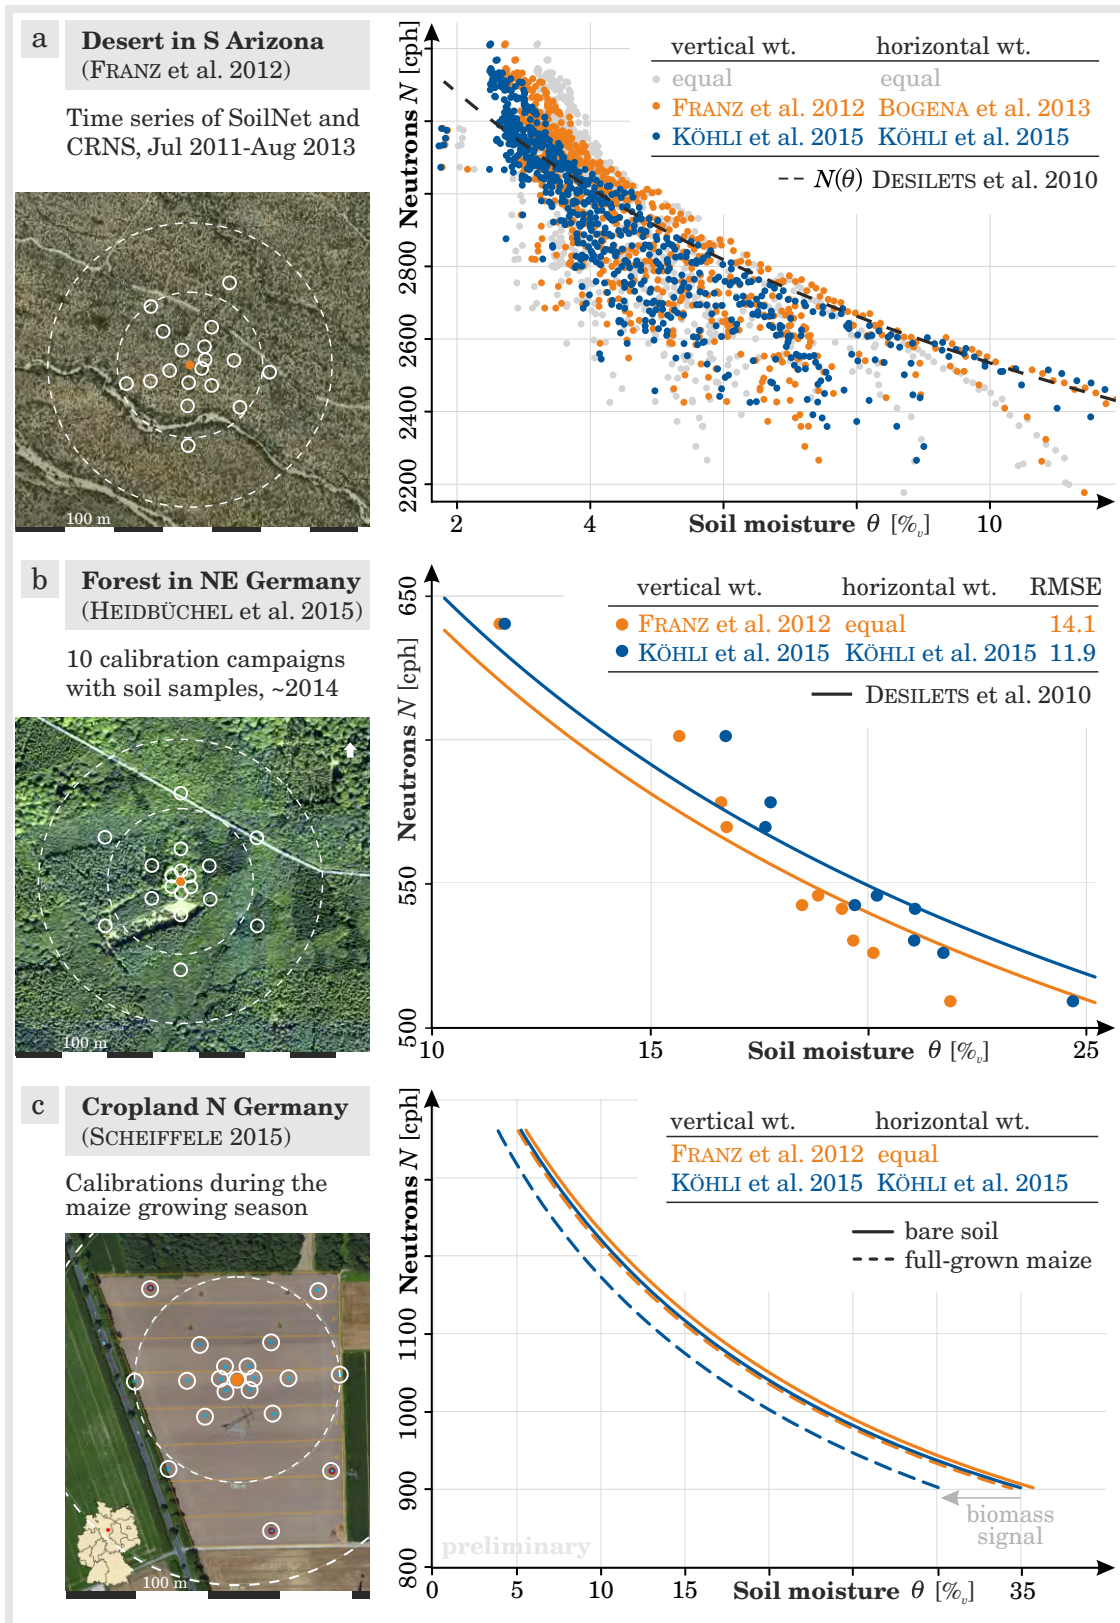 a
Desert in S Arizona
(FRANZ et al. 2012)
Time series of SoilNet and
CRNS, Jul 2011-Aug 2013
100 m
Neutrons N [cph]
2800
2600
2400
2200
vertical wt. horizontal wt.
equal equal
FRANZ et al. 2012 BOGENA et al. 2013
KÖHLI et al. 2015 KÖHLI et al. 2015
N(θ) DESILETS et al. 2010
2 4 Soil moisture θ [%v] 10
b
Forest in NE Germany
(HEIDBÜCHEL et al. 2015)
10 calibration campaigns
with soil samples, ~2014
100 m
Neutrons N [cph]
650
550
500
vertical wt. horizontal wt. RMSE
FRANZ et al. 2012 equal 14.1
KÖHLI et al. 2015 KÖHLI et al. 2015 11.9
DESILETS et al. 2010
10 15 Soil moisture θ [%v] 25
c
Cropland N Germany
(SCHEIFFELE 2015)
Calibrations during the
maize growing season
100 m
Neutrons N [cph]
1100
1000
900
800
vertical wt. horizontal wt.
FRANZ et al. 2012 equal
KÖHLI et al. 2015 KÖHLI et al. 2015
bare soil
full-grown maize
biomass
signal
preliminary
0 5 10 15 Soil moisture θ [%v] 35